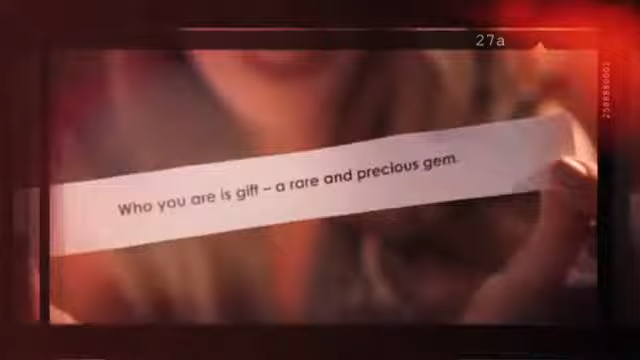 27a
Who you are is gift – a rare and precious gem.